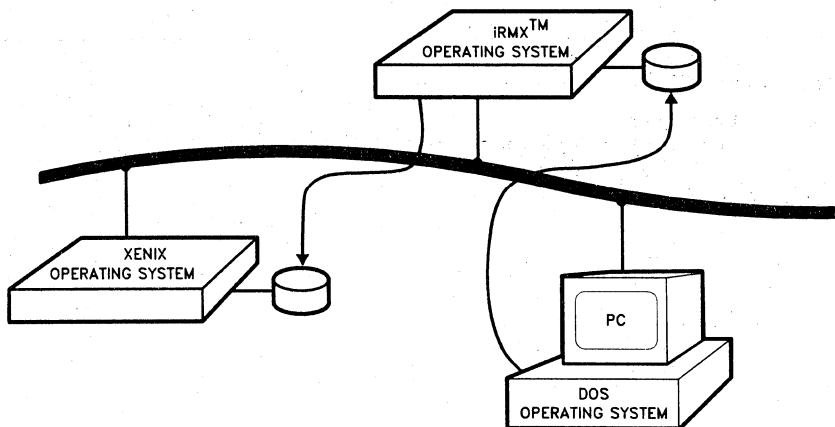 iRMX™
OPERATING SYSTEM
XENIX
OPERATING SYSTEM
PC
DOS
OPERATING SYSTEM